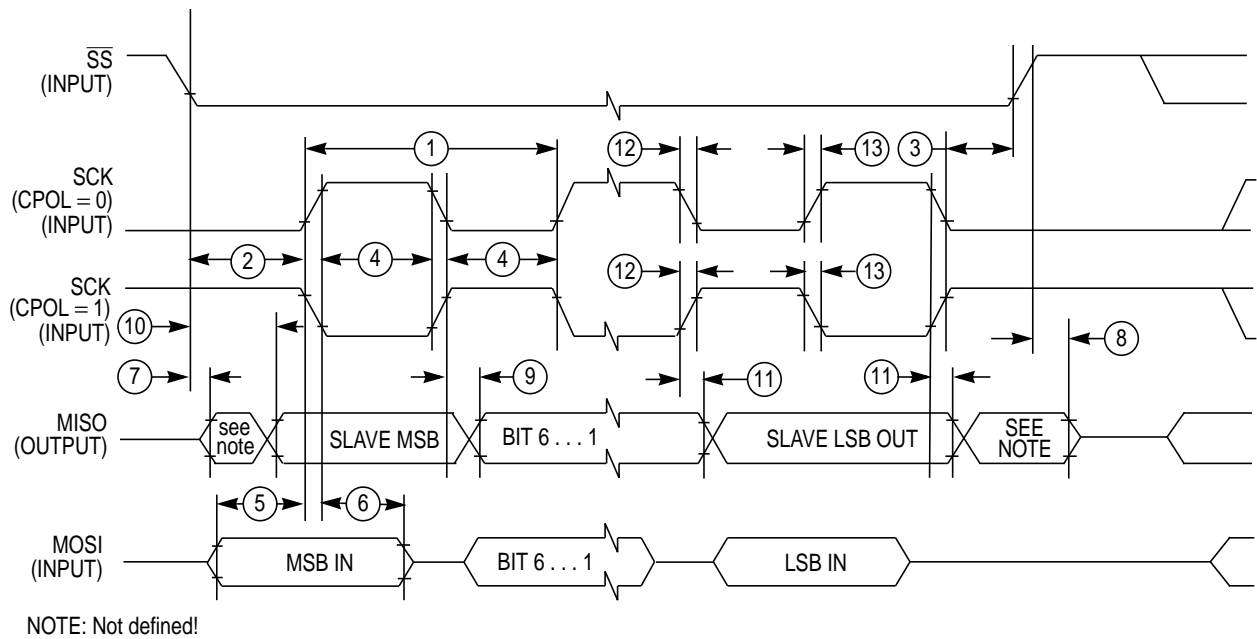 SS
(INPUT)
1
12
13
3
SCK
(CPOL = 0)
(INPUT)
2
4
4
12
13
SCK
(CPOL = 1)
(INPUT)
10
8
7
9
11
11
MISO
(OUTPUT)
see
note
SLAVE MSB
BIT 6 . . . 1
SLAVE LSB OUT
SEE
NOTE
5
6
MOSI
(INPUT)
MSB IN
BIT 6 . . . 1
LSB IN
NOTE: Not defined!